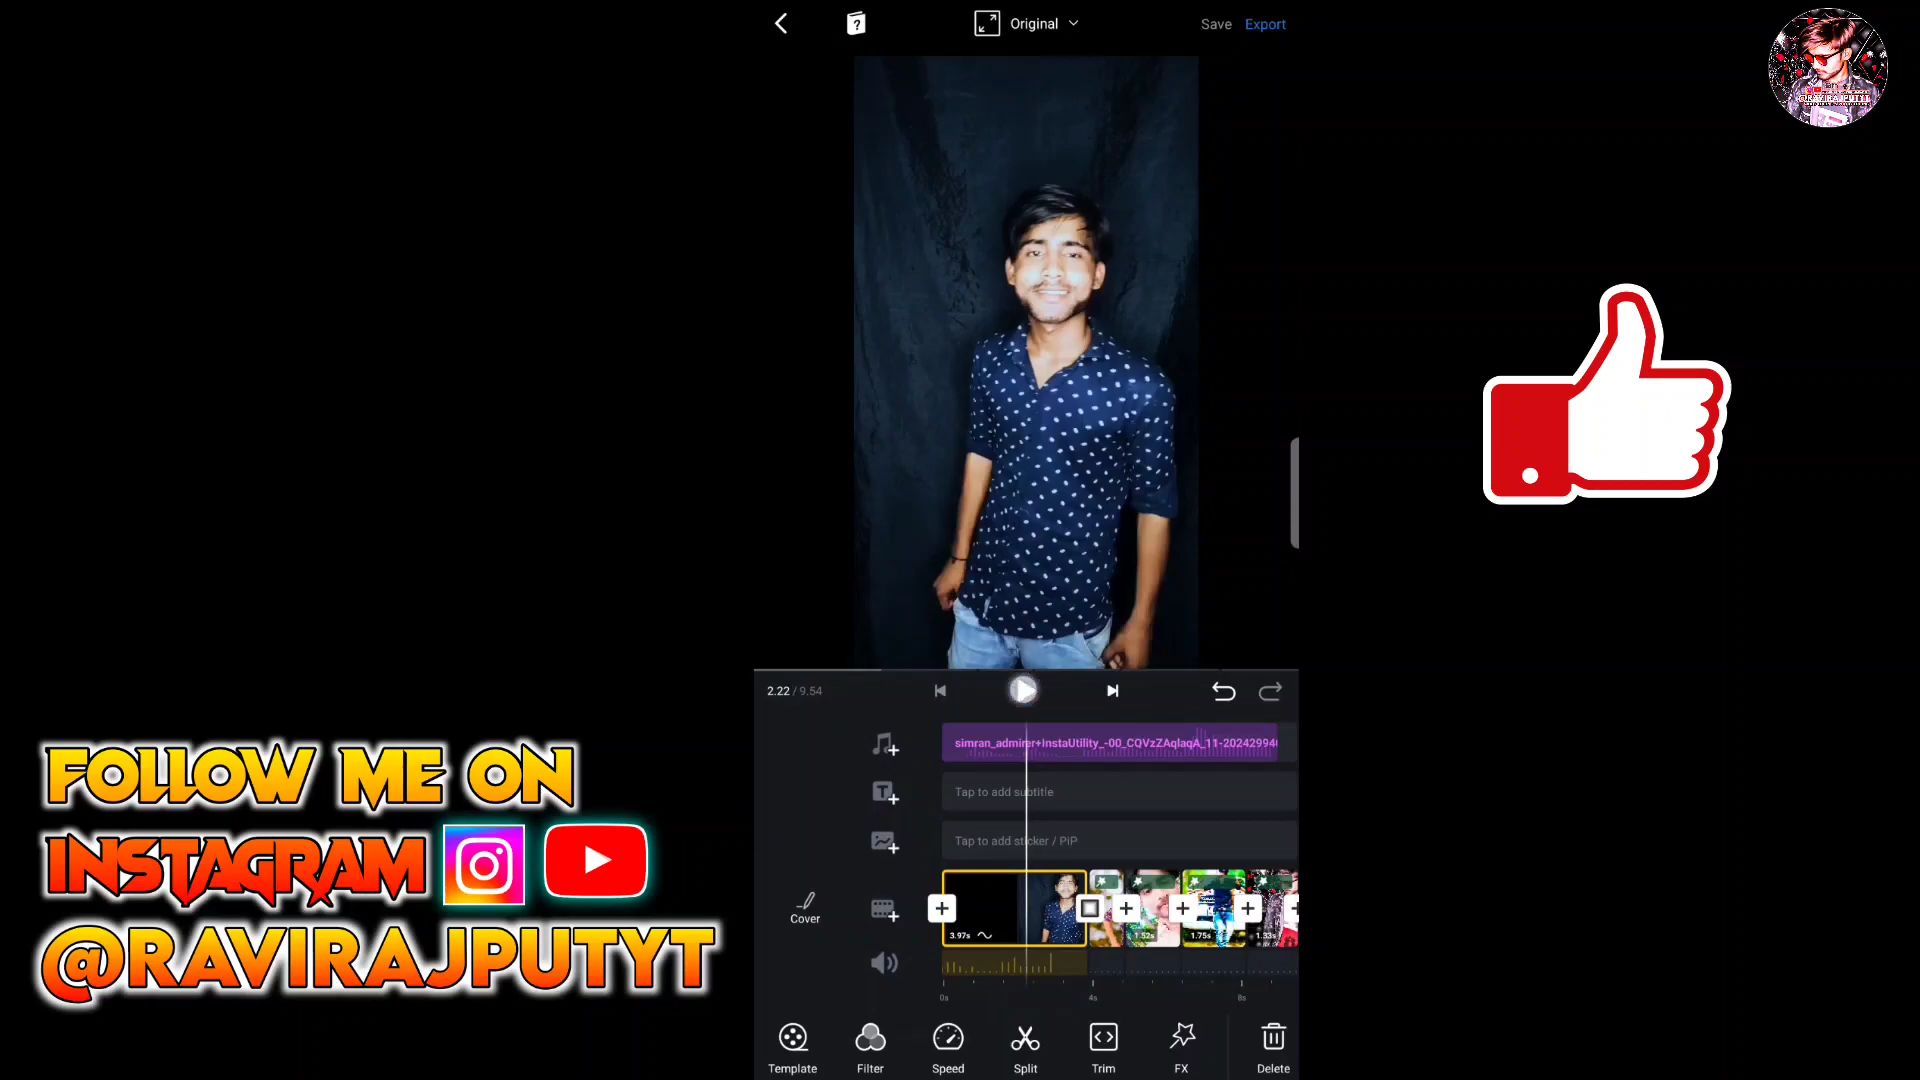 Original
Save Export
@RAVIRAJPUTYT
2.22 / 9.54
simran_admirer+InstaUtility_-00_CQVzZAqlaqA_11-20242994
Tap to add subtitle
Tap to add sticker / PIP
Cover
3.97s
1.52s
1.75s
1.33s
0s 4s 8s
Template Filter Speed Split Trim FX Delete
FOLLOW ME ON
INSTAGRAM
@RAVIRAJPUTYT